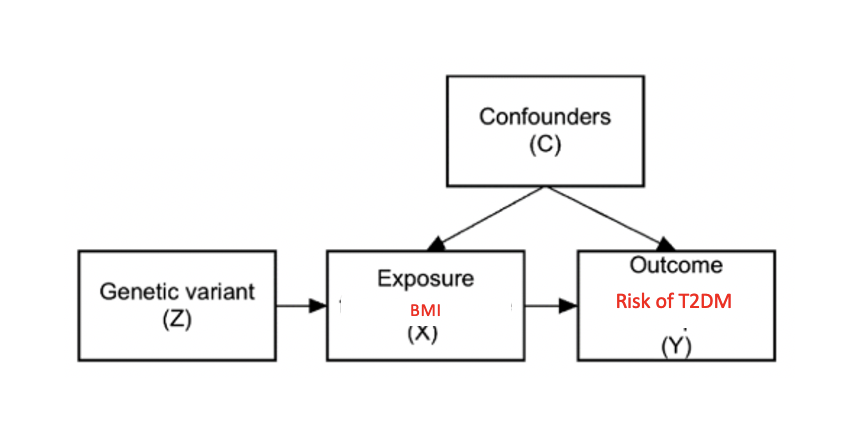 Confounders
(C)
Genetic variant
(Z)
Exposure
BMI
(X)
Outcome
Risk of T2DM
(Y)